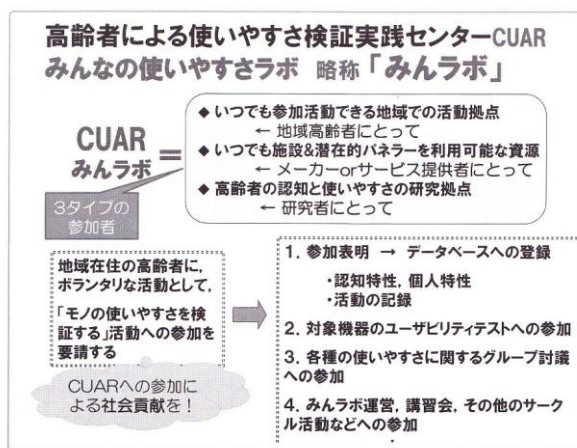 高齢者による使いやすさ検証実践センターCUAR
みんなの使いやすさラボ 略称「みんラボ」
CUAR
みんラボ
=
◆ いつでも参加活動できる地域での活動拠点
← 地域高齢者にとって
◆ いつでも施設&潜在的パネラーを利用可能な資源
← メーカーorサービス提供者にとって
◆ 高齢者の認知と使いやすさの研究拠点
← 研究者にとって
3タイプの
参加者
地域在住の高齢者に,
ボランタリな活動として,
「モノの使いやすさを検
証する」活動への参加を
要請する
CUARへの参加に
よる社会貢献を！
1. 参加表明 → データベースへの登録
・認知特性, 個人特性
・活動の記録
2. 対象機器のユーザビリティテストへの参加
3. 各種の使いやすさに関するグループ討議
への参加
4. みんラボ運営, 講習会, その他のサーク
ル活動などへの参加